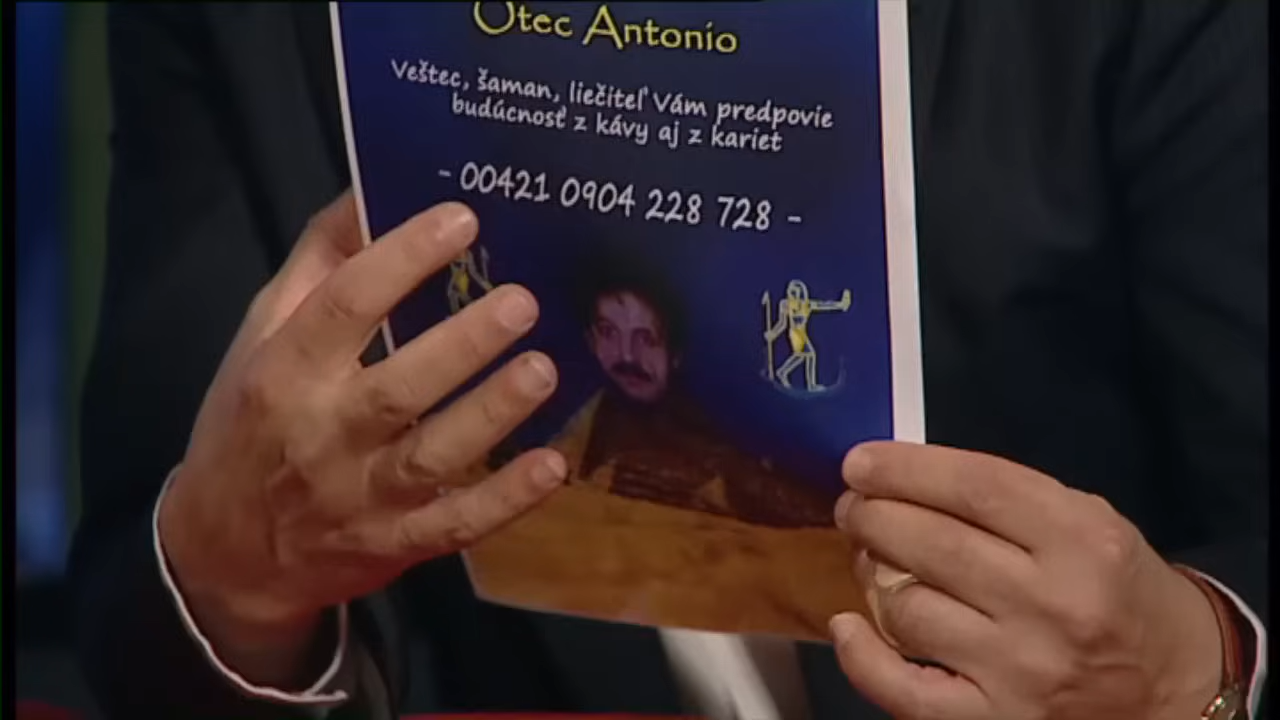 Otec Antonio
Veštec, šaman, liečiteľ Vám predpovie
budúcnosť z kávy aj z kariet
- 00421 0904 228 728 -